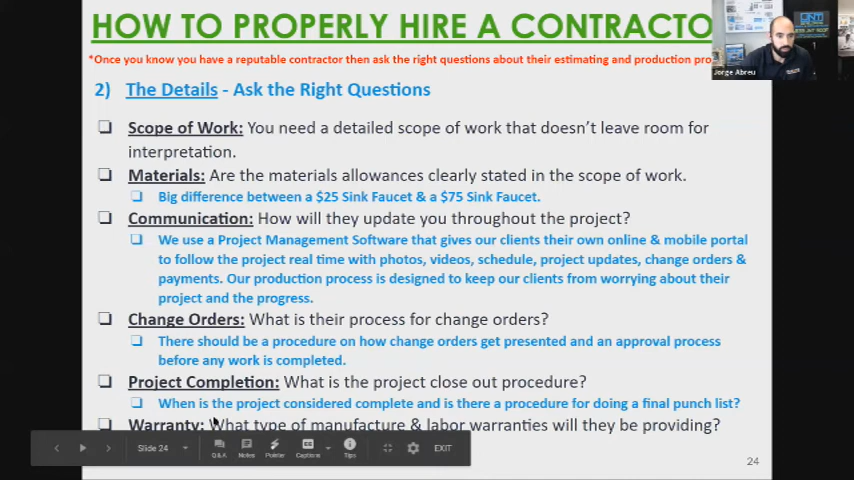 HOW TO PROPERLY HIRE A CONTRACTO
*Once you know you have a reputable contractor then ask the right questions about their estimating and production pro
Jorge Abreu
2) The Details - Ask the Right Questions
Scope of Work: You need a detailed scope of work that doesn't leave room for
interpretation.
Materials: Are the materials allowances clearly stated in the scope of work.
Big difference between a $25 Sink Faucet & a $75 Sink Faucet.
Communication: How will they update you throughout the project?
We use a Project Management Software that gives our clients their own online & mobile portal
to follow the project real time with photos, videos, schedule, project updates, change orders &
payments. Our production process is designed to keep our clients from worrying about their
project and the progress.
Change Orders: What is their process for change orders?
There should be a procedure on how change orders get presented and an approval process
before any work is completed.
Project Completion: What is the project close out procedure?
When is the project considered complete and is there a procedure for doing a final punch list?
Warranty: What type of manufacture & labor warranties will they be providing?
Slide 24
Q&A Notes Pointer Captions Tips EXIT
24